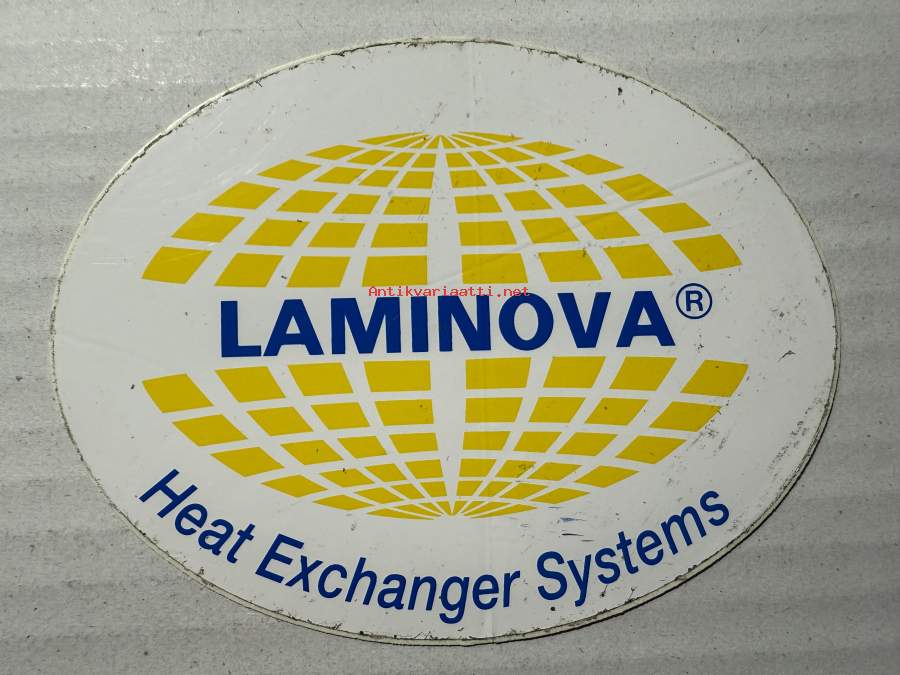 Antikvariaatti.net
LAMINOVA®
Heat Exchanger Systems